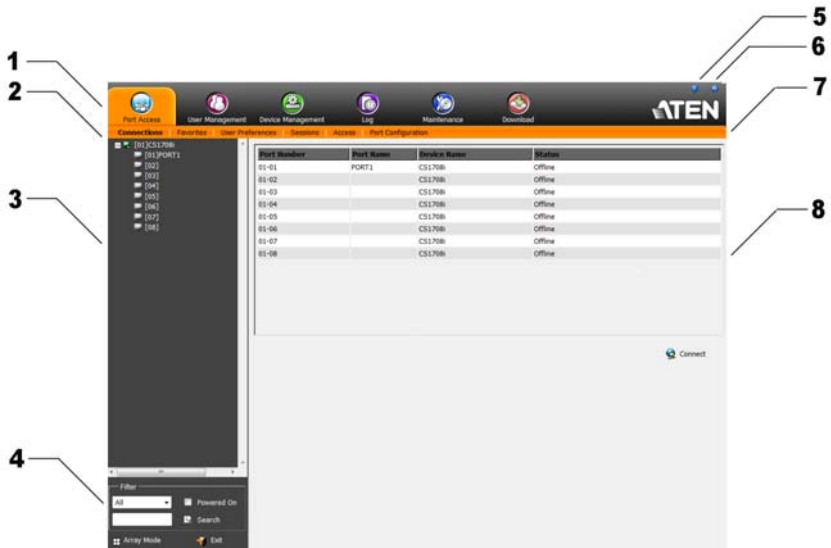 5
6
1
7
ATEN
Port Access User Management Device Management Log Maintenance Download
2
Connections Favorites User Preferences Sessions Access Port Configuration
[01]CS1708i
[01]PORT1
[02]
[03]
[04]
[05]
[06]
[07]
[08]
3
Port Number Port Name Device Name Status
01-01 PORT1 CS1708i Offline
01-02 CS1708i Offline
01-03 CS1708i Offline
01-04 CS1708i Offline
01-05 CS1708i Offline
01-06 CS1708i Offline
01-07 CS1708i Offline
01-08 CS1708i Offline
8
Connect
4
Filter
All Powered On
Search
Array Mode Exit